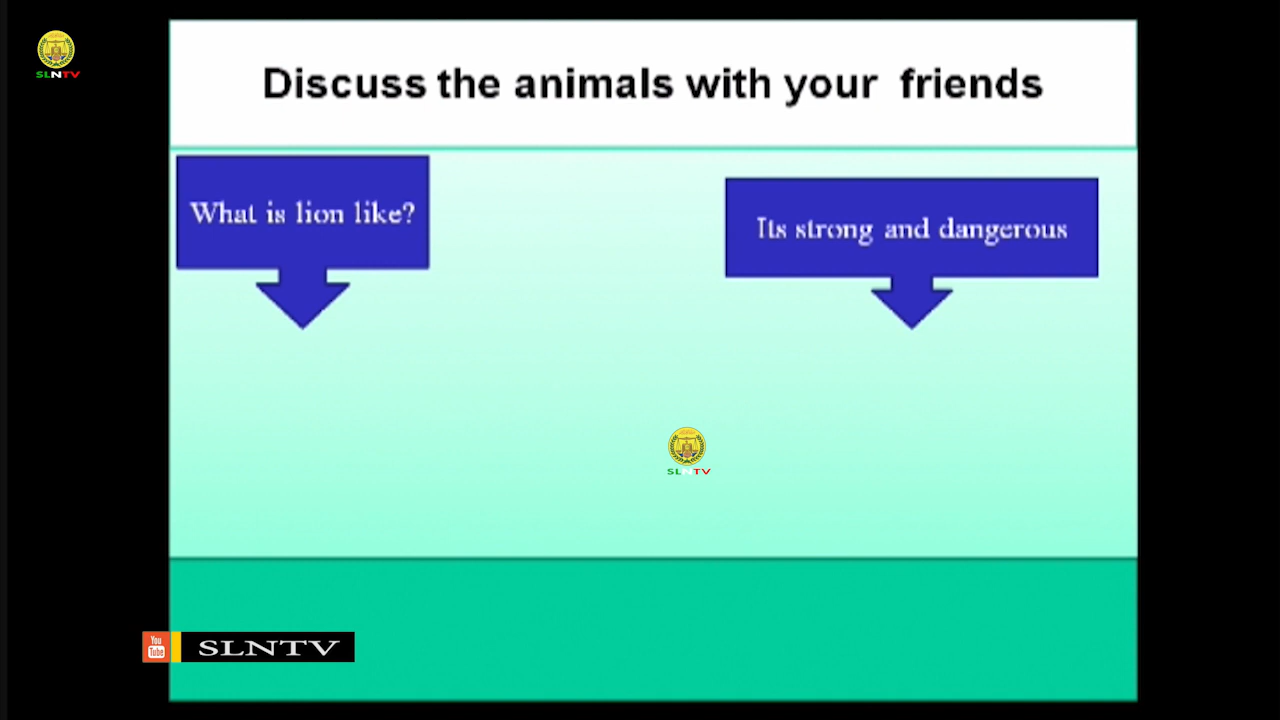 SLNTV
Discuss the animals with your friends
What is lion like?
Its strong and dangerous
SLNTV
You
Tube
SLNTV